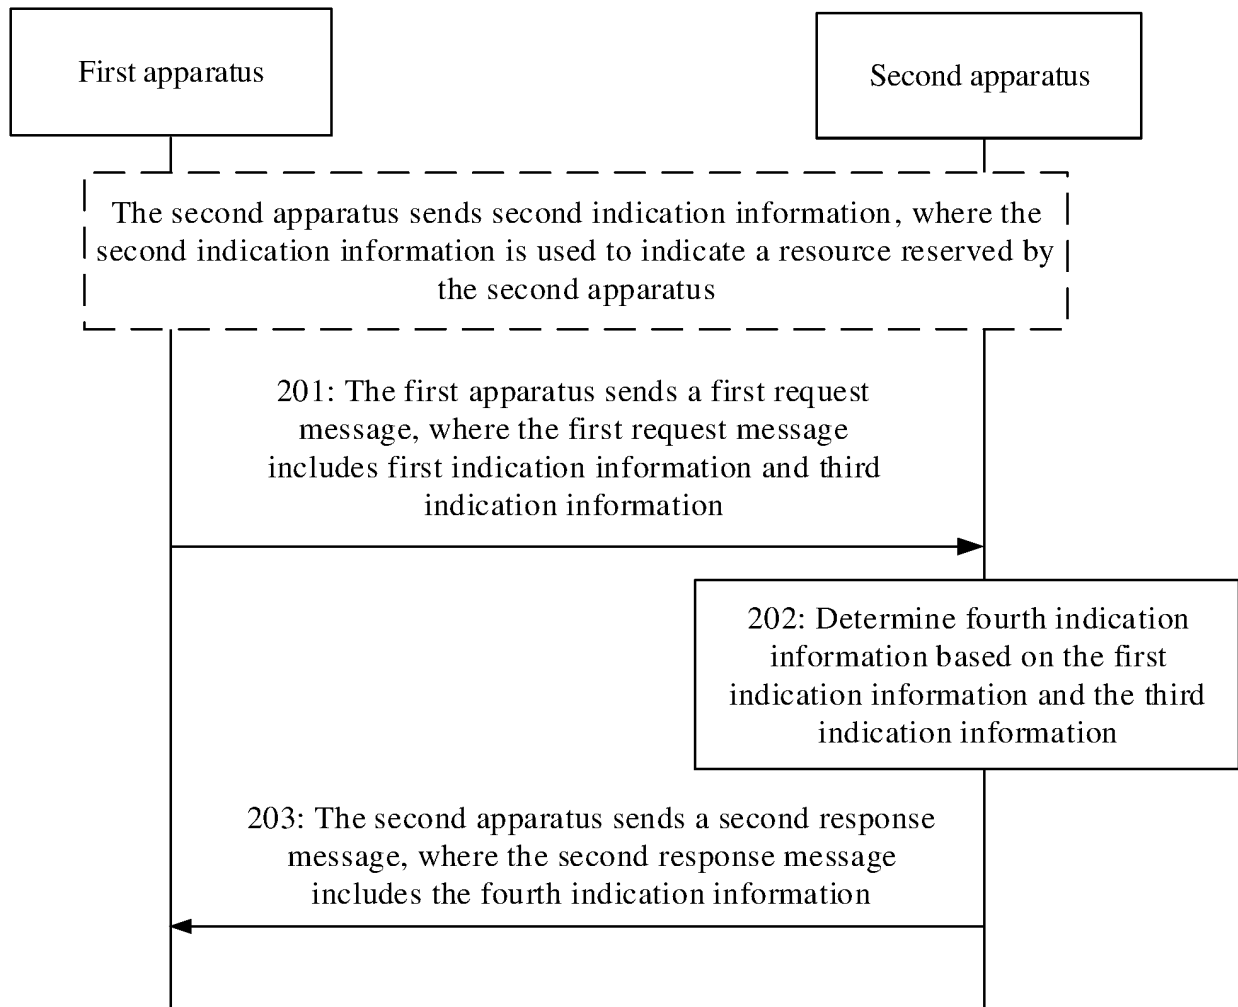 First apparatus
Second apparatus
The second apparatus sends second indication information, where the
second indication information is used to indicate a resource reserved by
the second apparatus
201: The first apparatus sends a first request
message, where the first request message
includes first indication information and third
indication information
202: Determine fourth indication
information based on the first
indication information and the third
indication information
203: The second apparatus sends a second response
message, where the second response message
includes the fourth indication information